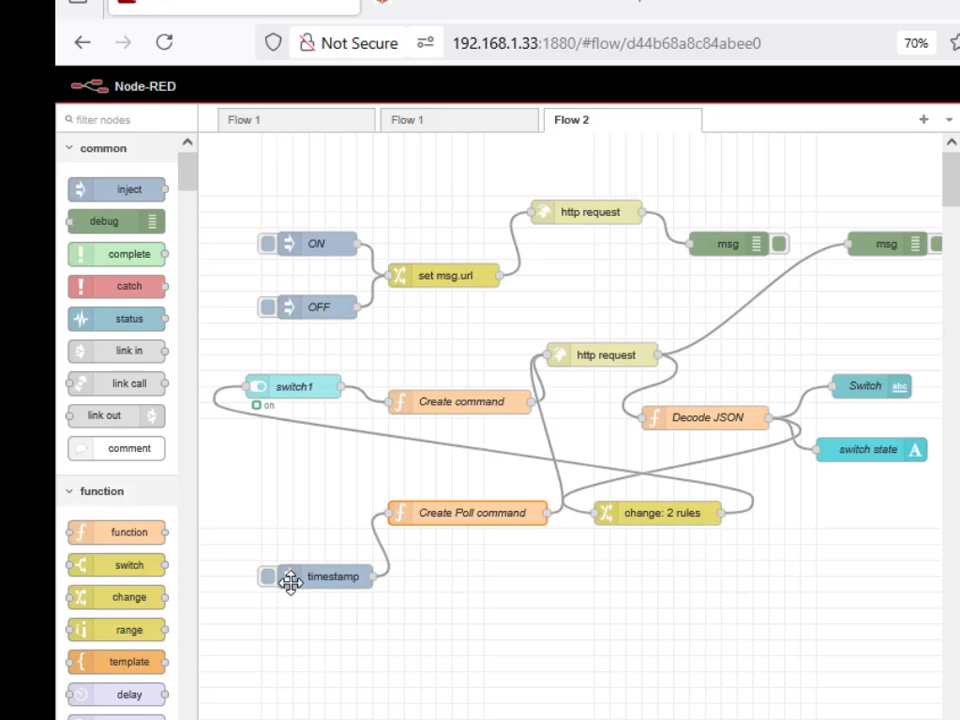 Not Secure
192.168.1.33:1880/#flow/d44b68a8c84abee0
70%
Node-RED
filter nodes
Flow 1
Flow 1
Flow 2
common
inject
debug
complete
catch
status
link in
link call
link out
comment
function
function
switch
change
range
template
delay
http request
ON
msg
msg
set msg.url
OFF
http request
switch1
Switch
abc
on
Create command
Decode JSON
switch state
A
Create Poll command
change: 2 rules
timestamp